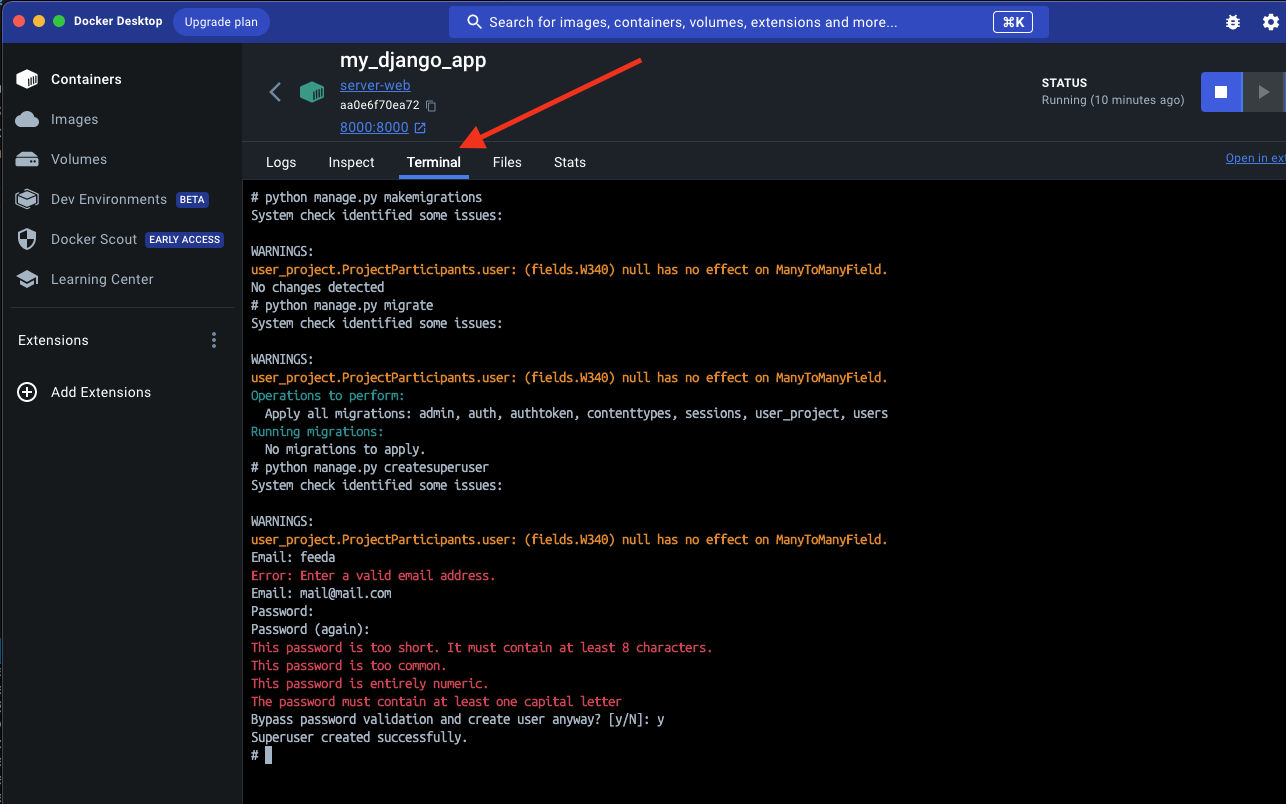 Docker Desktop
Upgrade plan
Search for images, containers, volumes, extensions and more...
⌘K
Containers
Images
Volumes
Dev Environments BETA
Docker Scout EARLY ACCESS
Learning Center
Extensions
Add Extensions
my_django_app
server-web
aa0e6f70ea72
8000:8000
STATUS
Running (10 minutes ago)
Logs Inspect Terminal Files Stats
Open in ext
# python manage.py makemigrations
System check identified some issues:
WARNINGS:
user_project.ProjectParticipants.user: (fields.W340) null has no effect on ManyToManyField.
No changes detected
# python manage.py migrate
System check identified some issues:
WARNINGS:
user_project.ProjectParticipants.user: (fields.W340) null has no effect on ManyToManyField.
Operations to perform:
Apply all migrations: admin, auth, authtoken, contenttypes, sessions, user_project, users
Running migrations:
No migrations to apply.
# python manage.py createsuperuser
System check identified some issues:
WARNINGS:
user_project.ProjectParticipants.user: (fields.W340) null has no effect on ManyToManyField.
Email: feeda
Error: Enter a valid email address.
Email: mail@mail.com
Password:
Password (again):
This password is too short. It must contain at least 8 characters.
This password is too common.
This password is entirely numeric.
The password must contain at least one capital letter
Bypass password validation and create user anyway? [y/N]: y
Superuser created successfully.
#